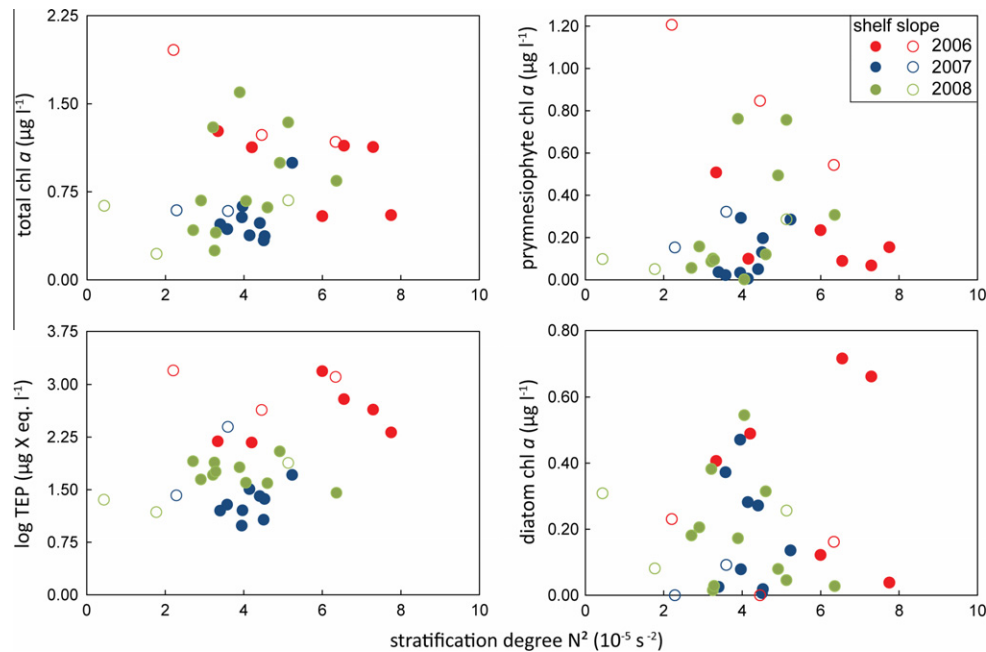 total chl a (µg l⁻¹)
2.25
1.50
0.75
0.00
0 2 4 6 8 10
prymnesiophyte chl a (µg l⁻¹)
1.20
1.00
0.80
0.60
0.40
0.20
0.00
0 2 4 6 8 10
shelf slope
2006
2007
2008
log TEP (µg X eq. l⁻¹)
3.75
3.00
2.25
1.50
0.75
0.00
0 2 4 6 8 10
diatom chl a (µg l⁻¹)
0.80
0.60
0.40
0.20
0.00
0 2 4 6 8 10
stratification degree N² (10⁻⁵ s⁻²)